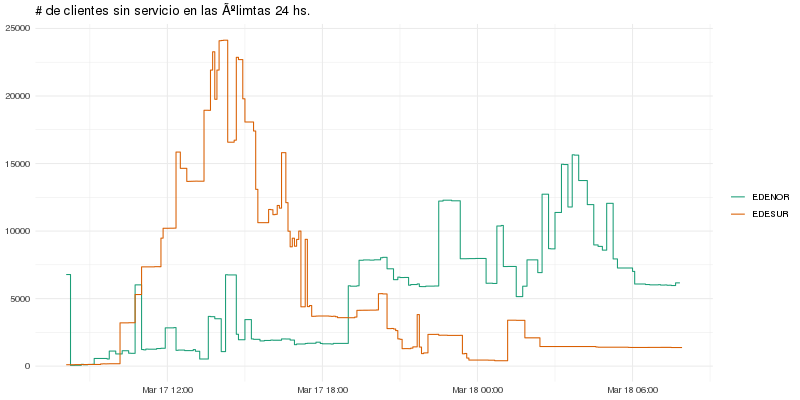 # de clientes sin servicio en las Ãºlimtas 24 hs.
25000
20000
15000
10000
5000
0
Mar 17 12:00
Mar 17 18:00
Mar 18 00:00
Mar 18 06:00
EDENOR
EDESUR